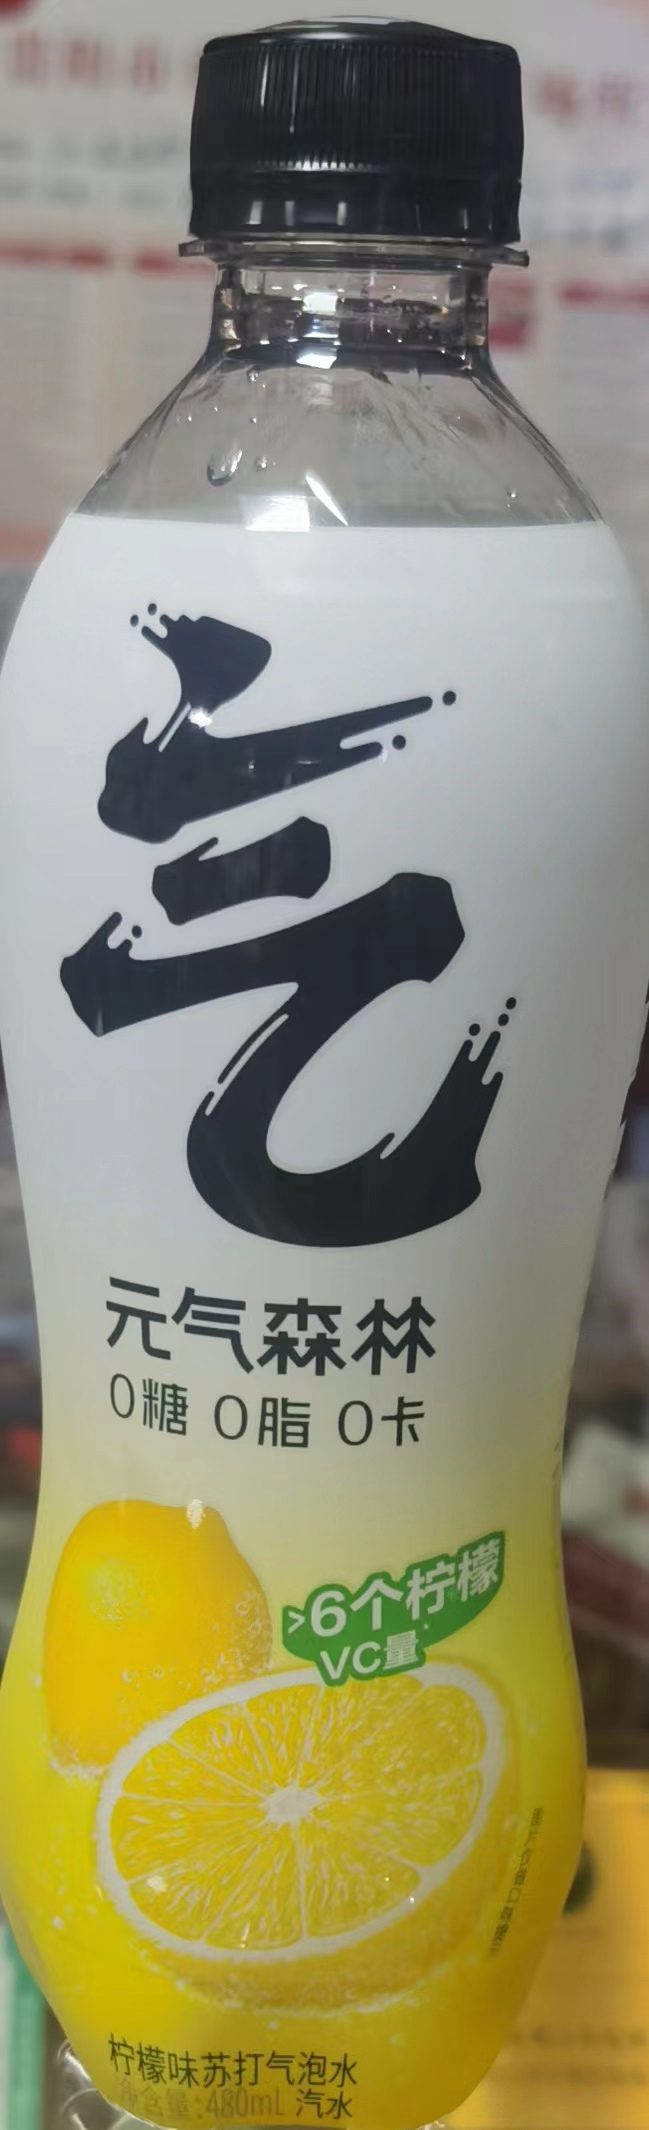 气
元气森林
0糖 0脂 0卡
>6个柠檬
VC量
柠檬味苏打气泡水
净含量:480mL 汽水